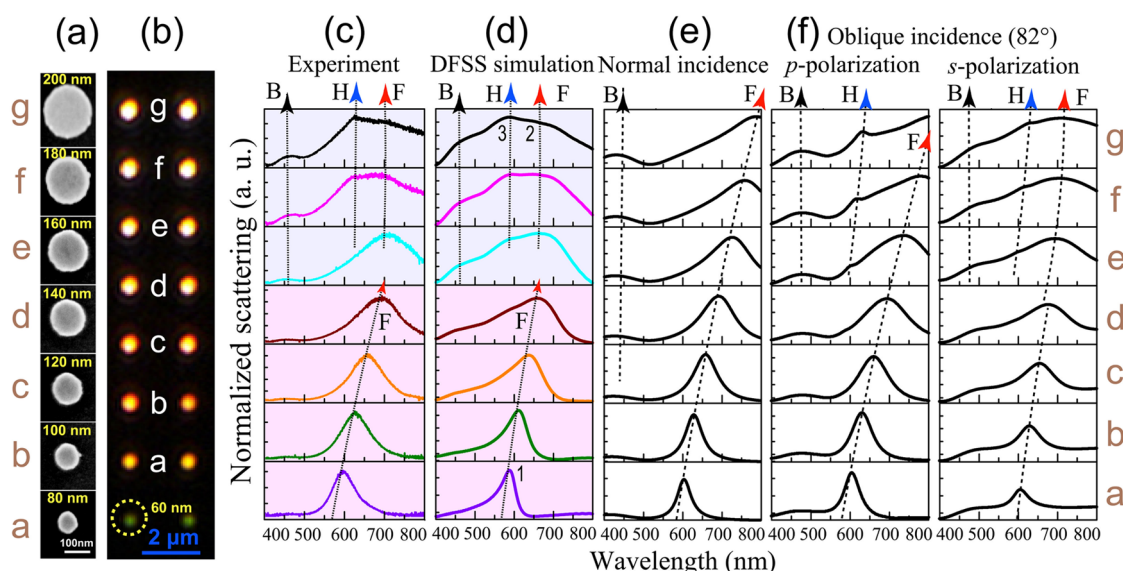 (a)
(b)
(c)
(d)
(e)
(f)
Oblique incidence (82°)
Experiment
DFSS simulation
Normal incidence
p-polarization
s-polarization
B
H
F
B
H
F
B
F
B
H
B
H
F
g
200 nm
g
3
2
g
f
180 nm
f
F
f
e
160 nm
e
e
d
140 nm
d
F
F
d
c
120 nm
c
c
b
100 nm
b
b
a
80 nm
a
1
a
100nm
60 nm
2 µm
Normalized scattering (a. u.)
400 500 600 700 800
400 500 600 700 800
400 500 600 700 800
400 500 600 700 800
400 500 600 700 800
Wavelength (nm)